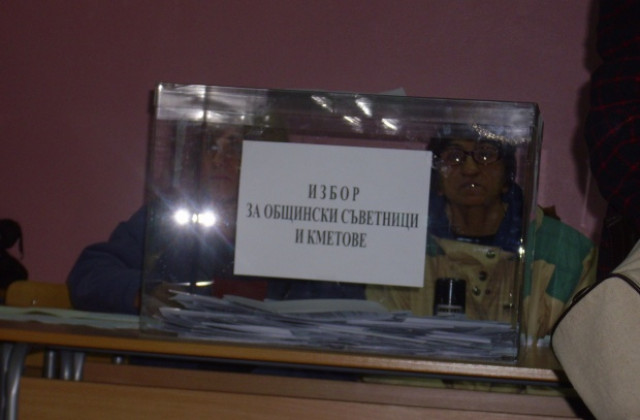 ИЗБОР
ЗА ОБЩИНСКИ СЪВЕТНИЦИ
И КМЕТОВЕ